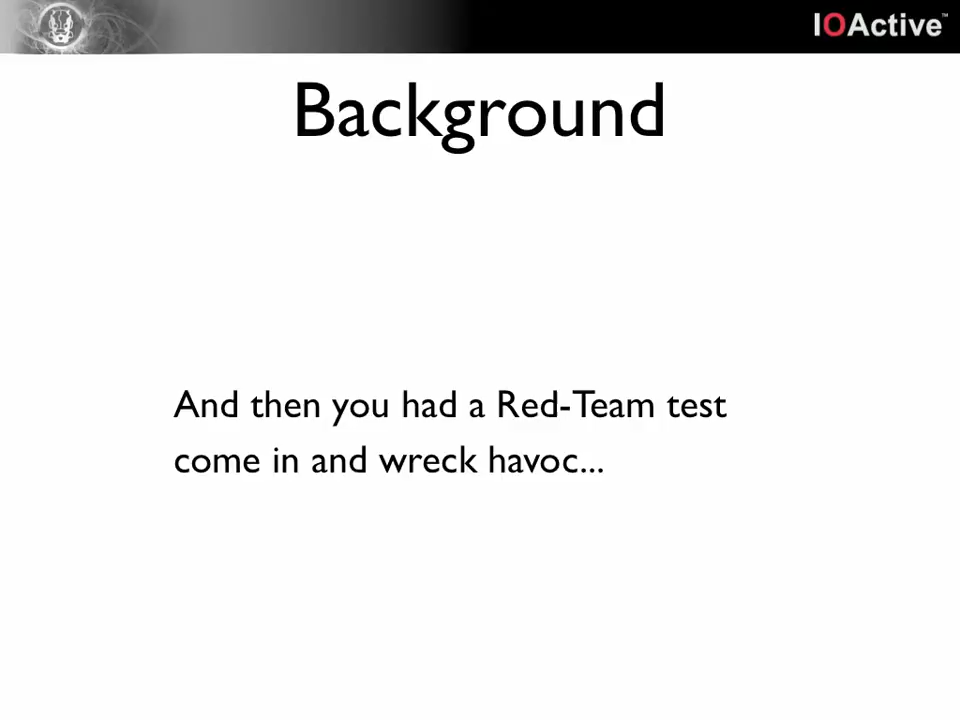 IOActive™
Background
And then you had a Red-Team test
come in and wreck havoc...